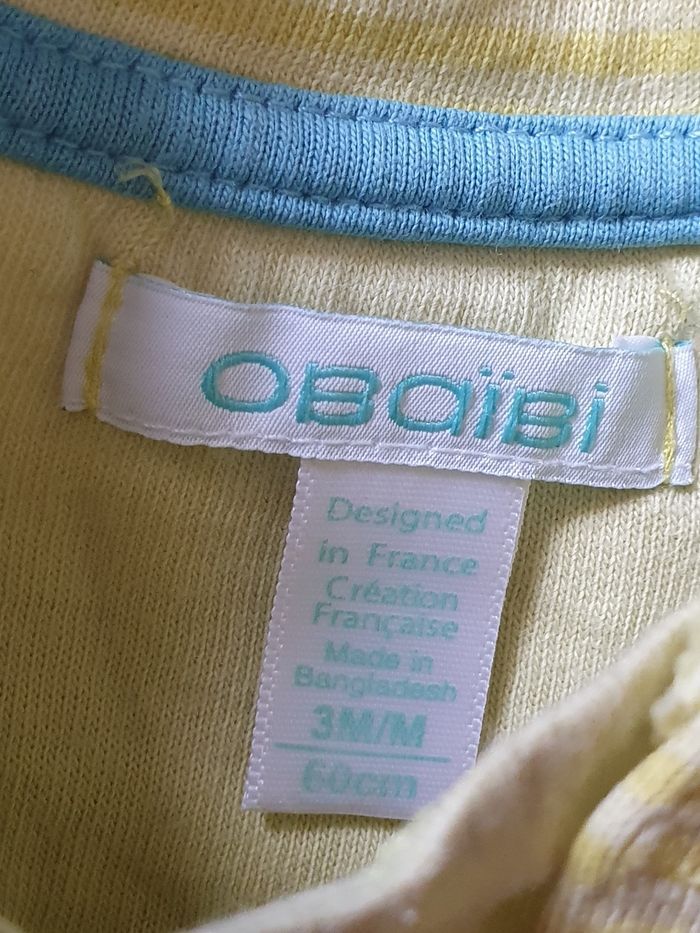 OBaïBi
Designed
in France
Création
Française
Made in
Bangladesh
3M/M
60cm